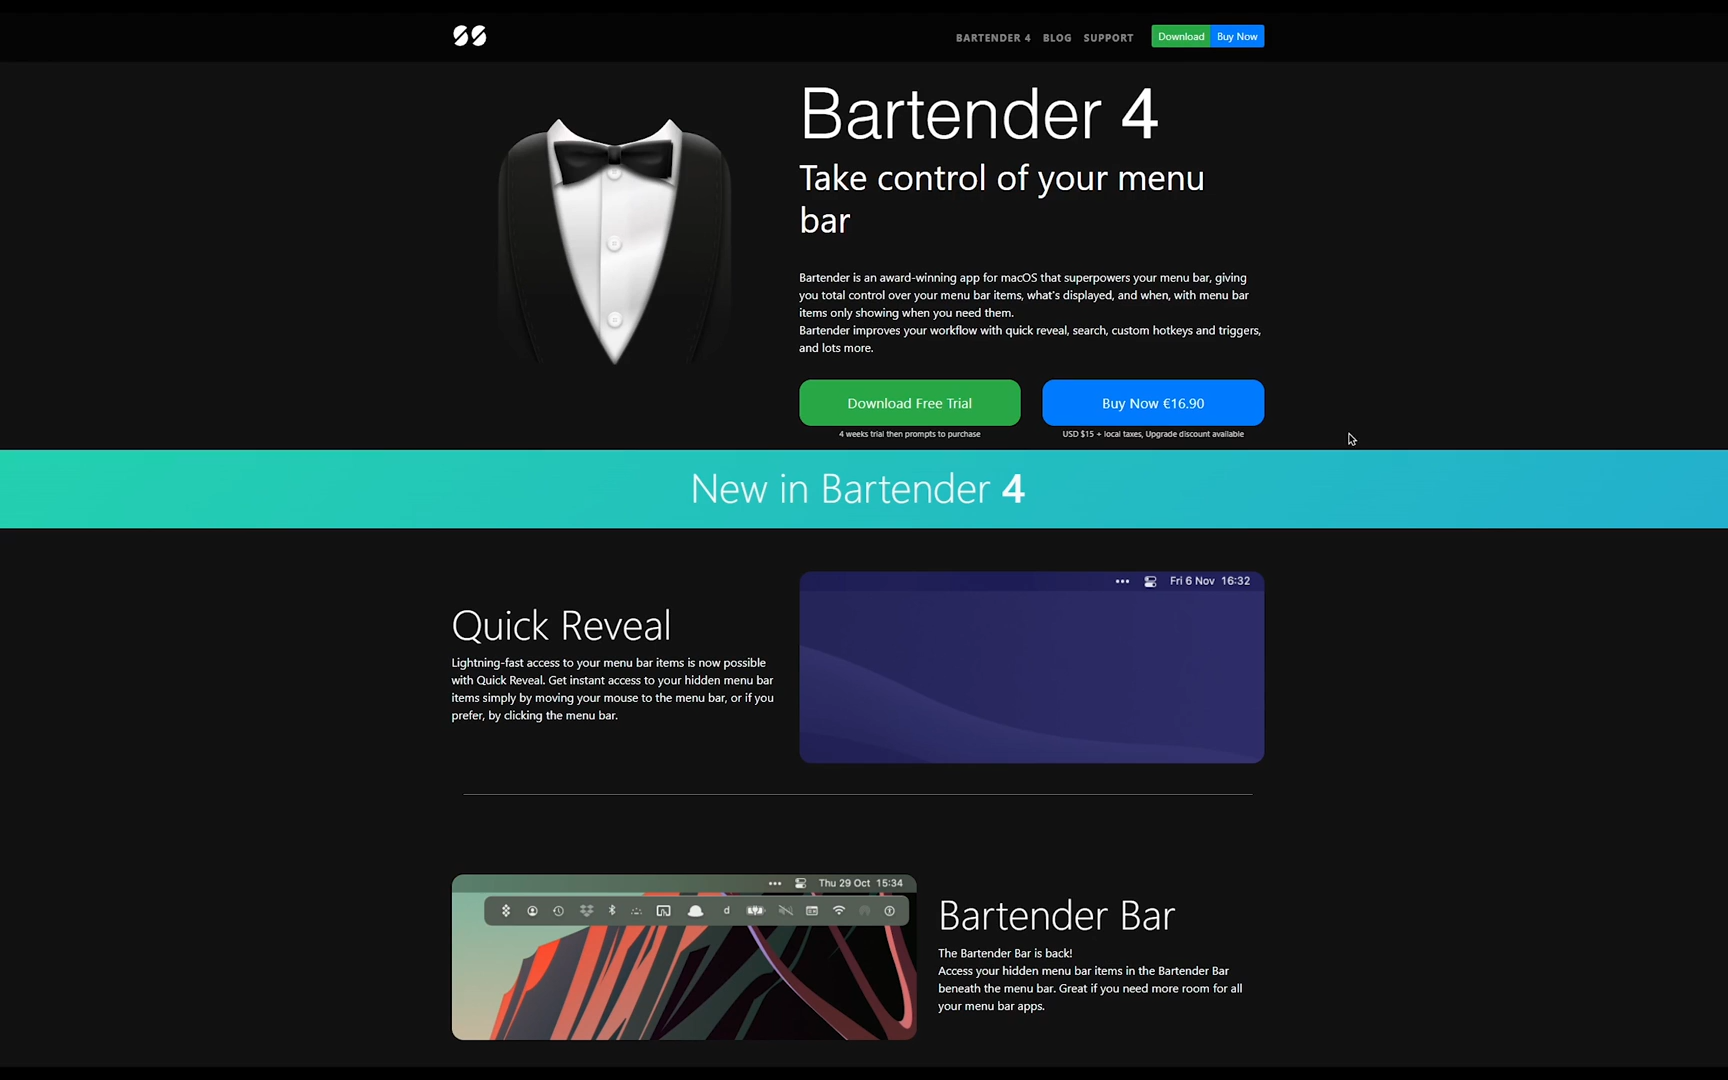 BARTENDER 4 BLOG SUPPORT Download Buy Now
Bartender 4
Take control of your menu
bar
Bartender is an award-winning app for macOS that superpowers your menu bar, giving
you total control over your menu bar items, what's displayed, and when, with menu bar
items only showing when you need them.
Bartender improves your workflow with quick reveal, search, custom hotkeys and triggers,
and lots more.
Download Free Trial
Buy Now €16.90
4 weeks trial then prompts to purchase
USD $15 + local taxes, Upgrade discount available
New in Bartender 4
Fri 6 Nov 16:32
Quick Reveal
Lightning-fast access to your menu bar items is now possible
with Quick Reveal. Get instant access to your hidden menu bar
items simply by moving your mouse to the menu bar, or if you
prefer, by clicking the menu bar.
Thu 29 Oct 15:34
d
Bartender Bar
The Bartender Bar is back!
Access your hidden menu bar items in the Bartender Bar
beneath the menu bar. Great if you need more room for all
your menu bar apps.